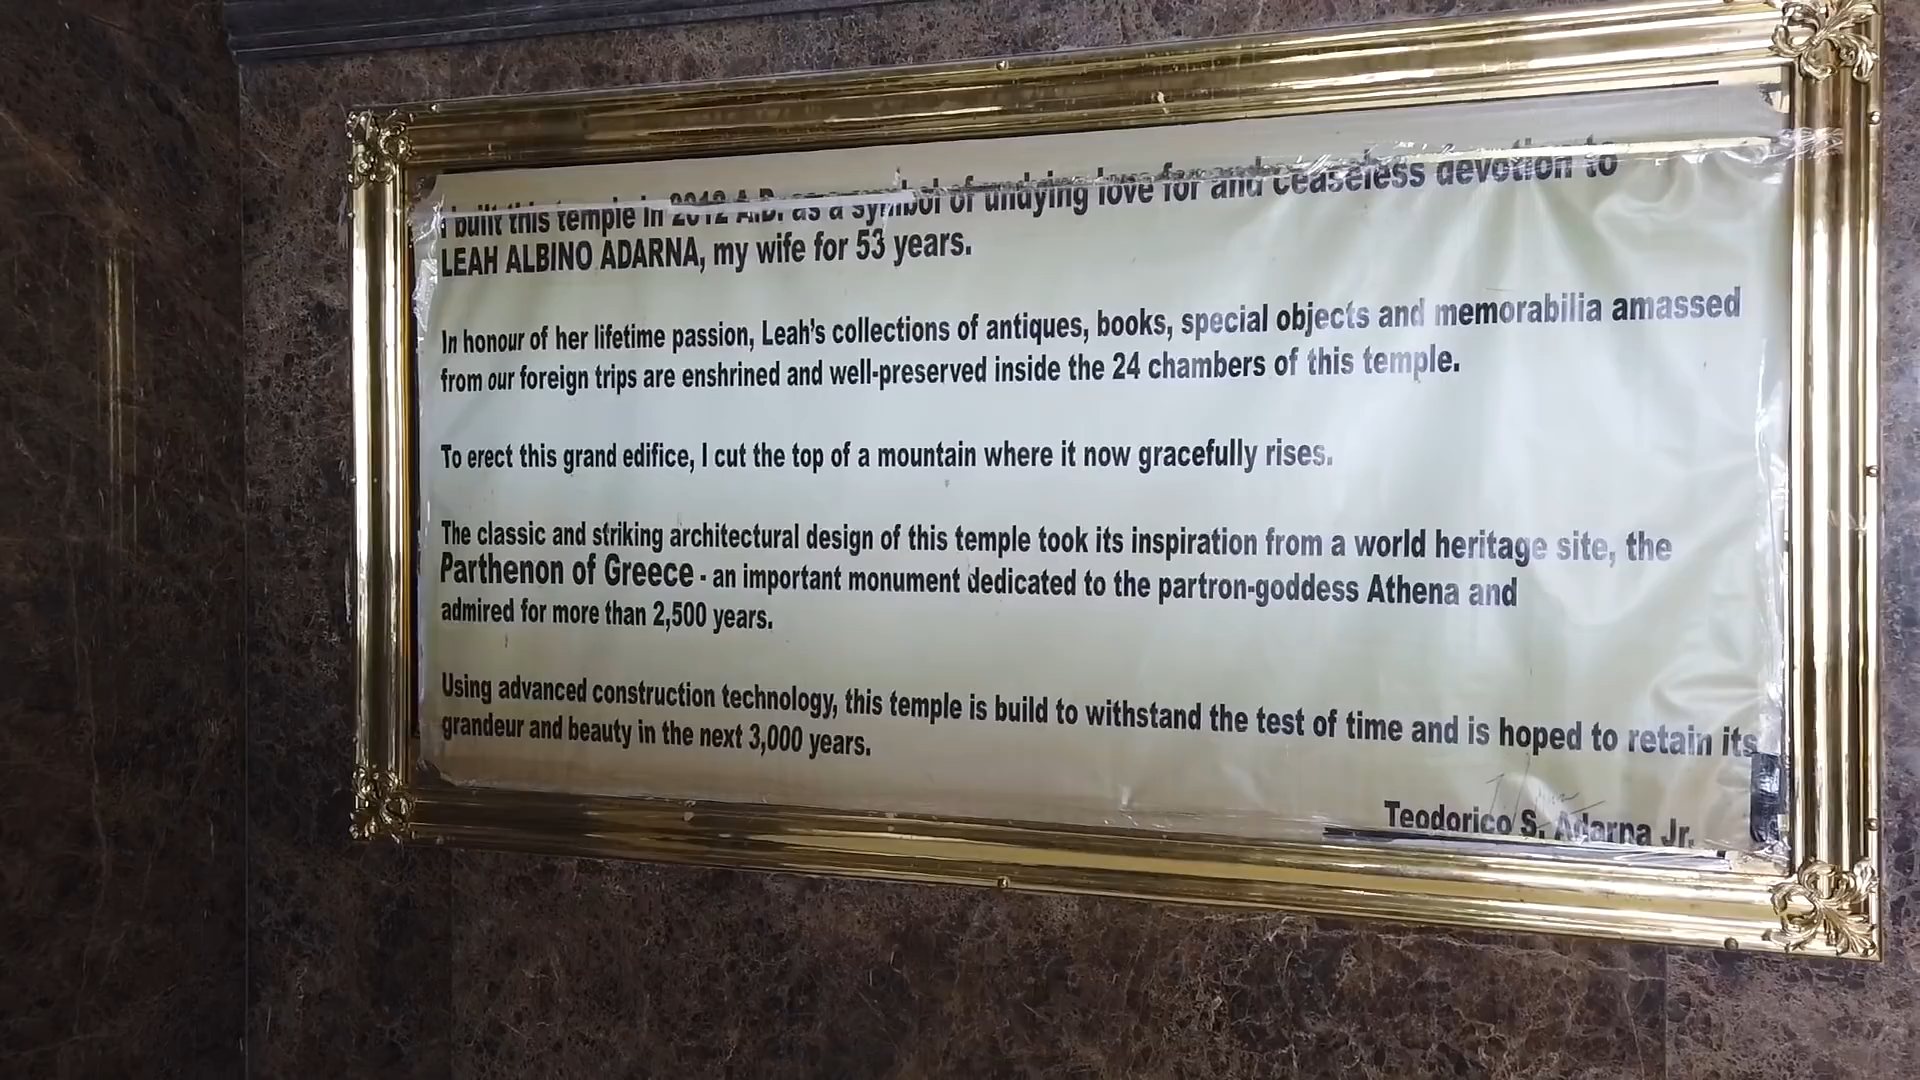 I built this temple in 2012 A.D. as a symbol of undying love for and ceaseless devotion to
LEAH ALBINO ADARNA, my wife for 53 years.
In honour of her lifetime passion, Leah's collections of antiques, books, special objects and memorabilia amassed
from our foreign trips are enshrined and well-preserved inside the 24 chambers of this temple.
To erect this grand edifice, I cut the top of a mountain where it now gracefully rises.
The classic and striking architectural design of this temple took its inspiration from a world heritage site, the
Parthenon of Greece - an important monument dedicated to the partron-goddess Athena and
admired for more than 2,500 years.
Using advanced construction technology, this temple is build to withstand the test of time and is hoped to retain its
grandeur and beauty in the next 3,000 years.
Teodorico S. Adarna Jr.